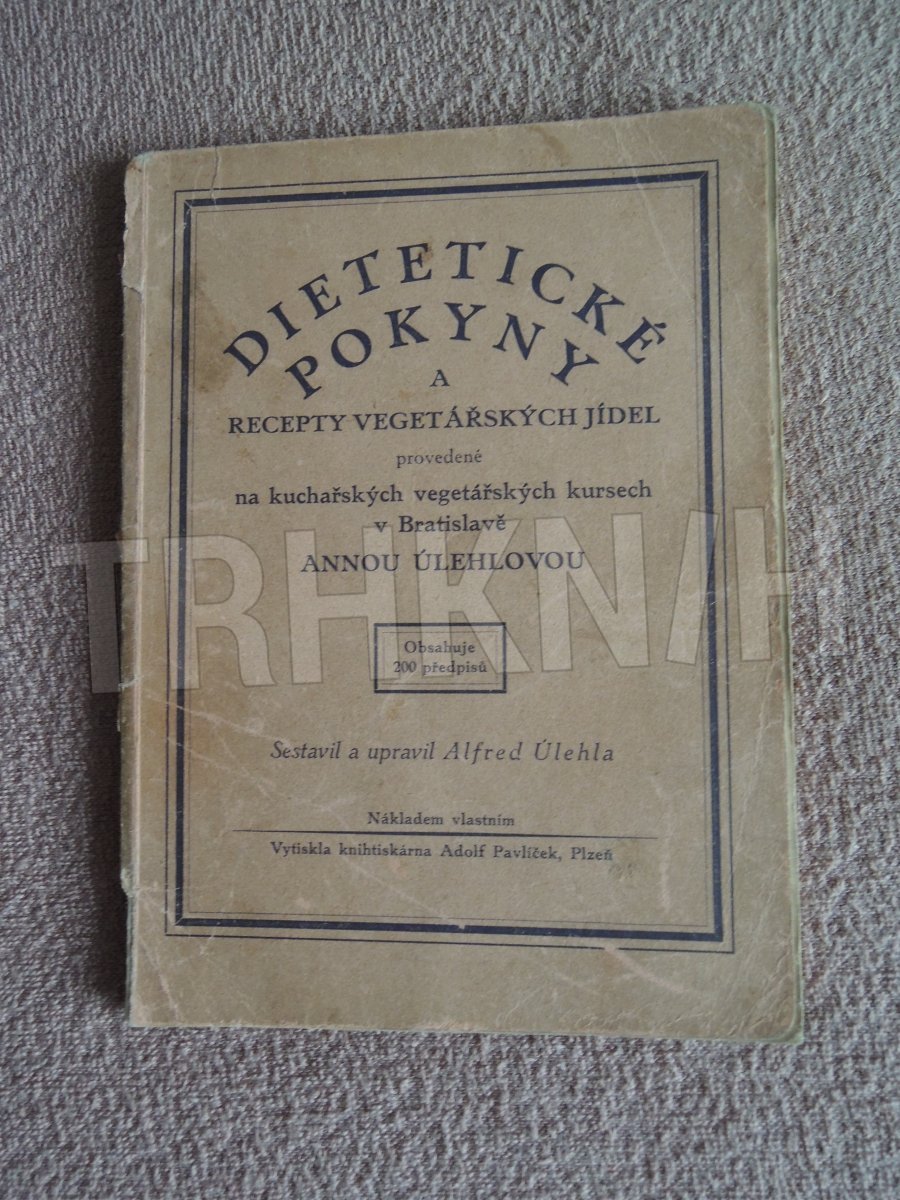 DIETETICKÉ
POKYNY
A
RECEPTY VEGETÁŘSKÝCH JÍDEL
provedené
na kuchařských vegetářských kursech
v Bratislavě
ANNOU ÚLEHLOVOU
TRHKNIH
Obsahuje
200 předpisů
Sestavil a upravil Alfred Úlehla
Nákladem vlastním
Vytiskla knihtiskárna Adolf Pavlíček, Plzeň